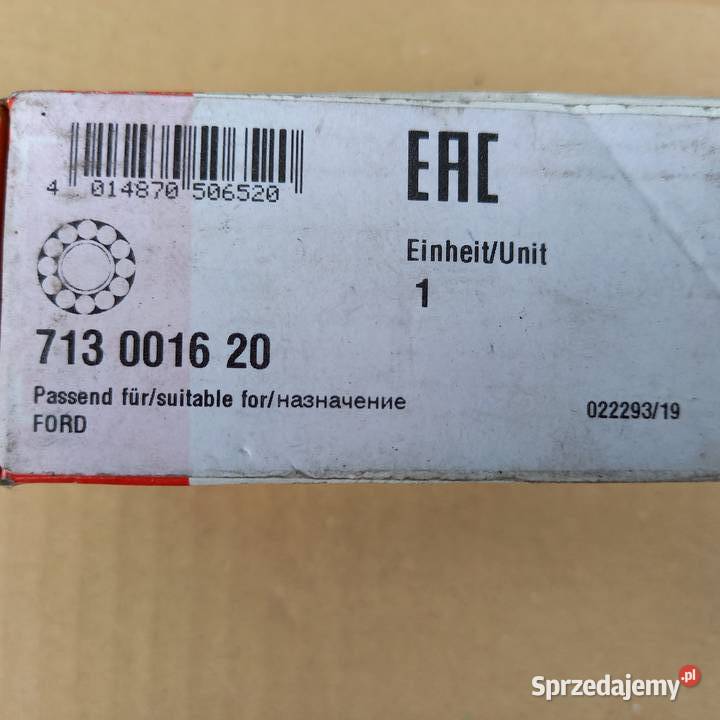 4 014870 506520
EAC
Einheit/Unit
1
713 0016 20
Passend für/suitable for/назначение
FORD
022293/19
Sprzedajemy.pl